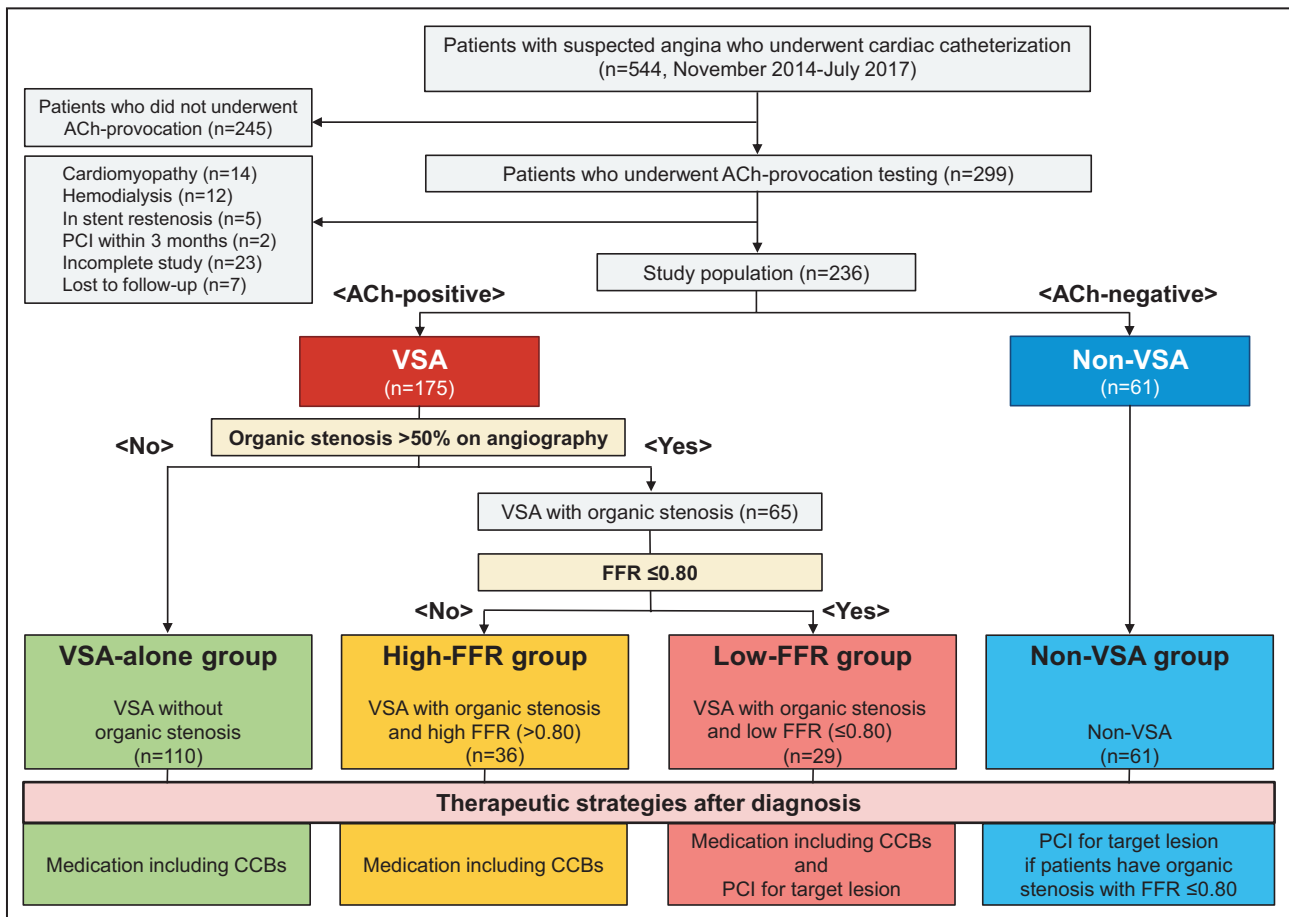 Patients with suspected angina who underwent cardiac catheterization
(n=544, November 2014-July 2017)
Patients who did not underwent
ACh-provocation (n=245)
Patients who underwent ACh-provocation testing (n=299)
Cardiomyopathy (n=14)
Hemodialysis (n=12)
In stent restenosis (n=5)
PCI within 3 months (n=2)
Incomplete study (n=23)
Lost to follow-up (n=7)
Study population (n=236)
<ACh-positive>
<ACh-negative>
VSA
(n=175)
Non-VSA
(n=61)
Organic stenosis >50% on angiography
<No>
<Yes>
VSA with organic stenosis (n=65)
FFR ≤0.80
<No>
<Yes>
VSA-alone group
VSA without
organic stenosis
(n=110)
High-FFR group
VSA with organic stenosis
and high FFR (>0.80)
(n=36)
Low-FFR group
VSA with organic stenosis
and low FFR (≤0.80)
(n=29)
Non-VSA group
Non-VSA
(n=61)
Therapeutic strategies after diagnosis
Medication including CCBs
Medication including CCBs
Medication including CCBs
and
PCI for target lesion
PCI for target lesion
if patients have organic
stenosis with FFR ≤0.80